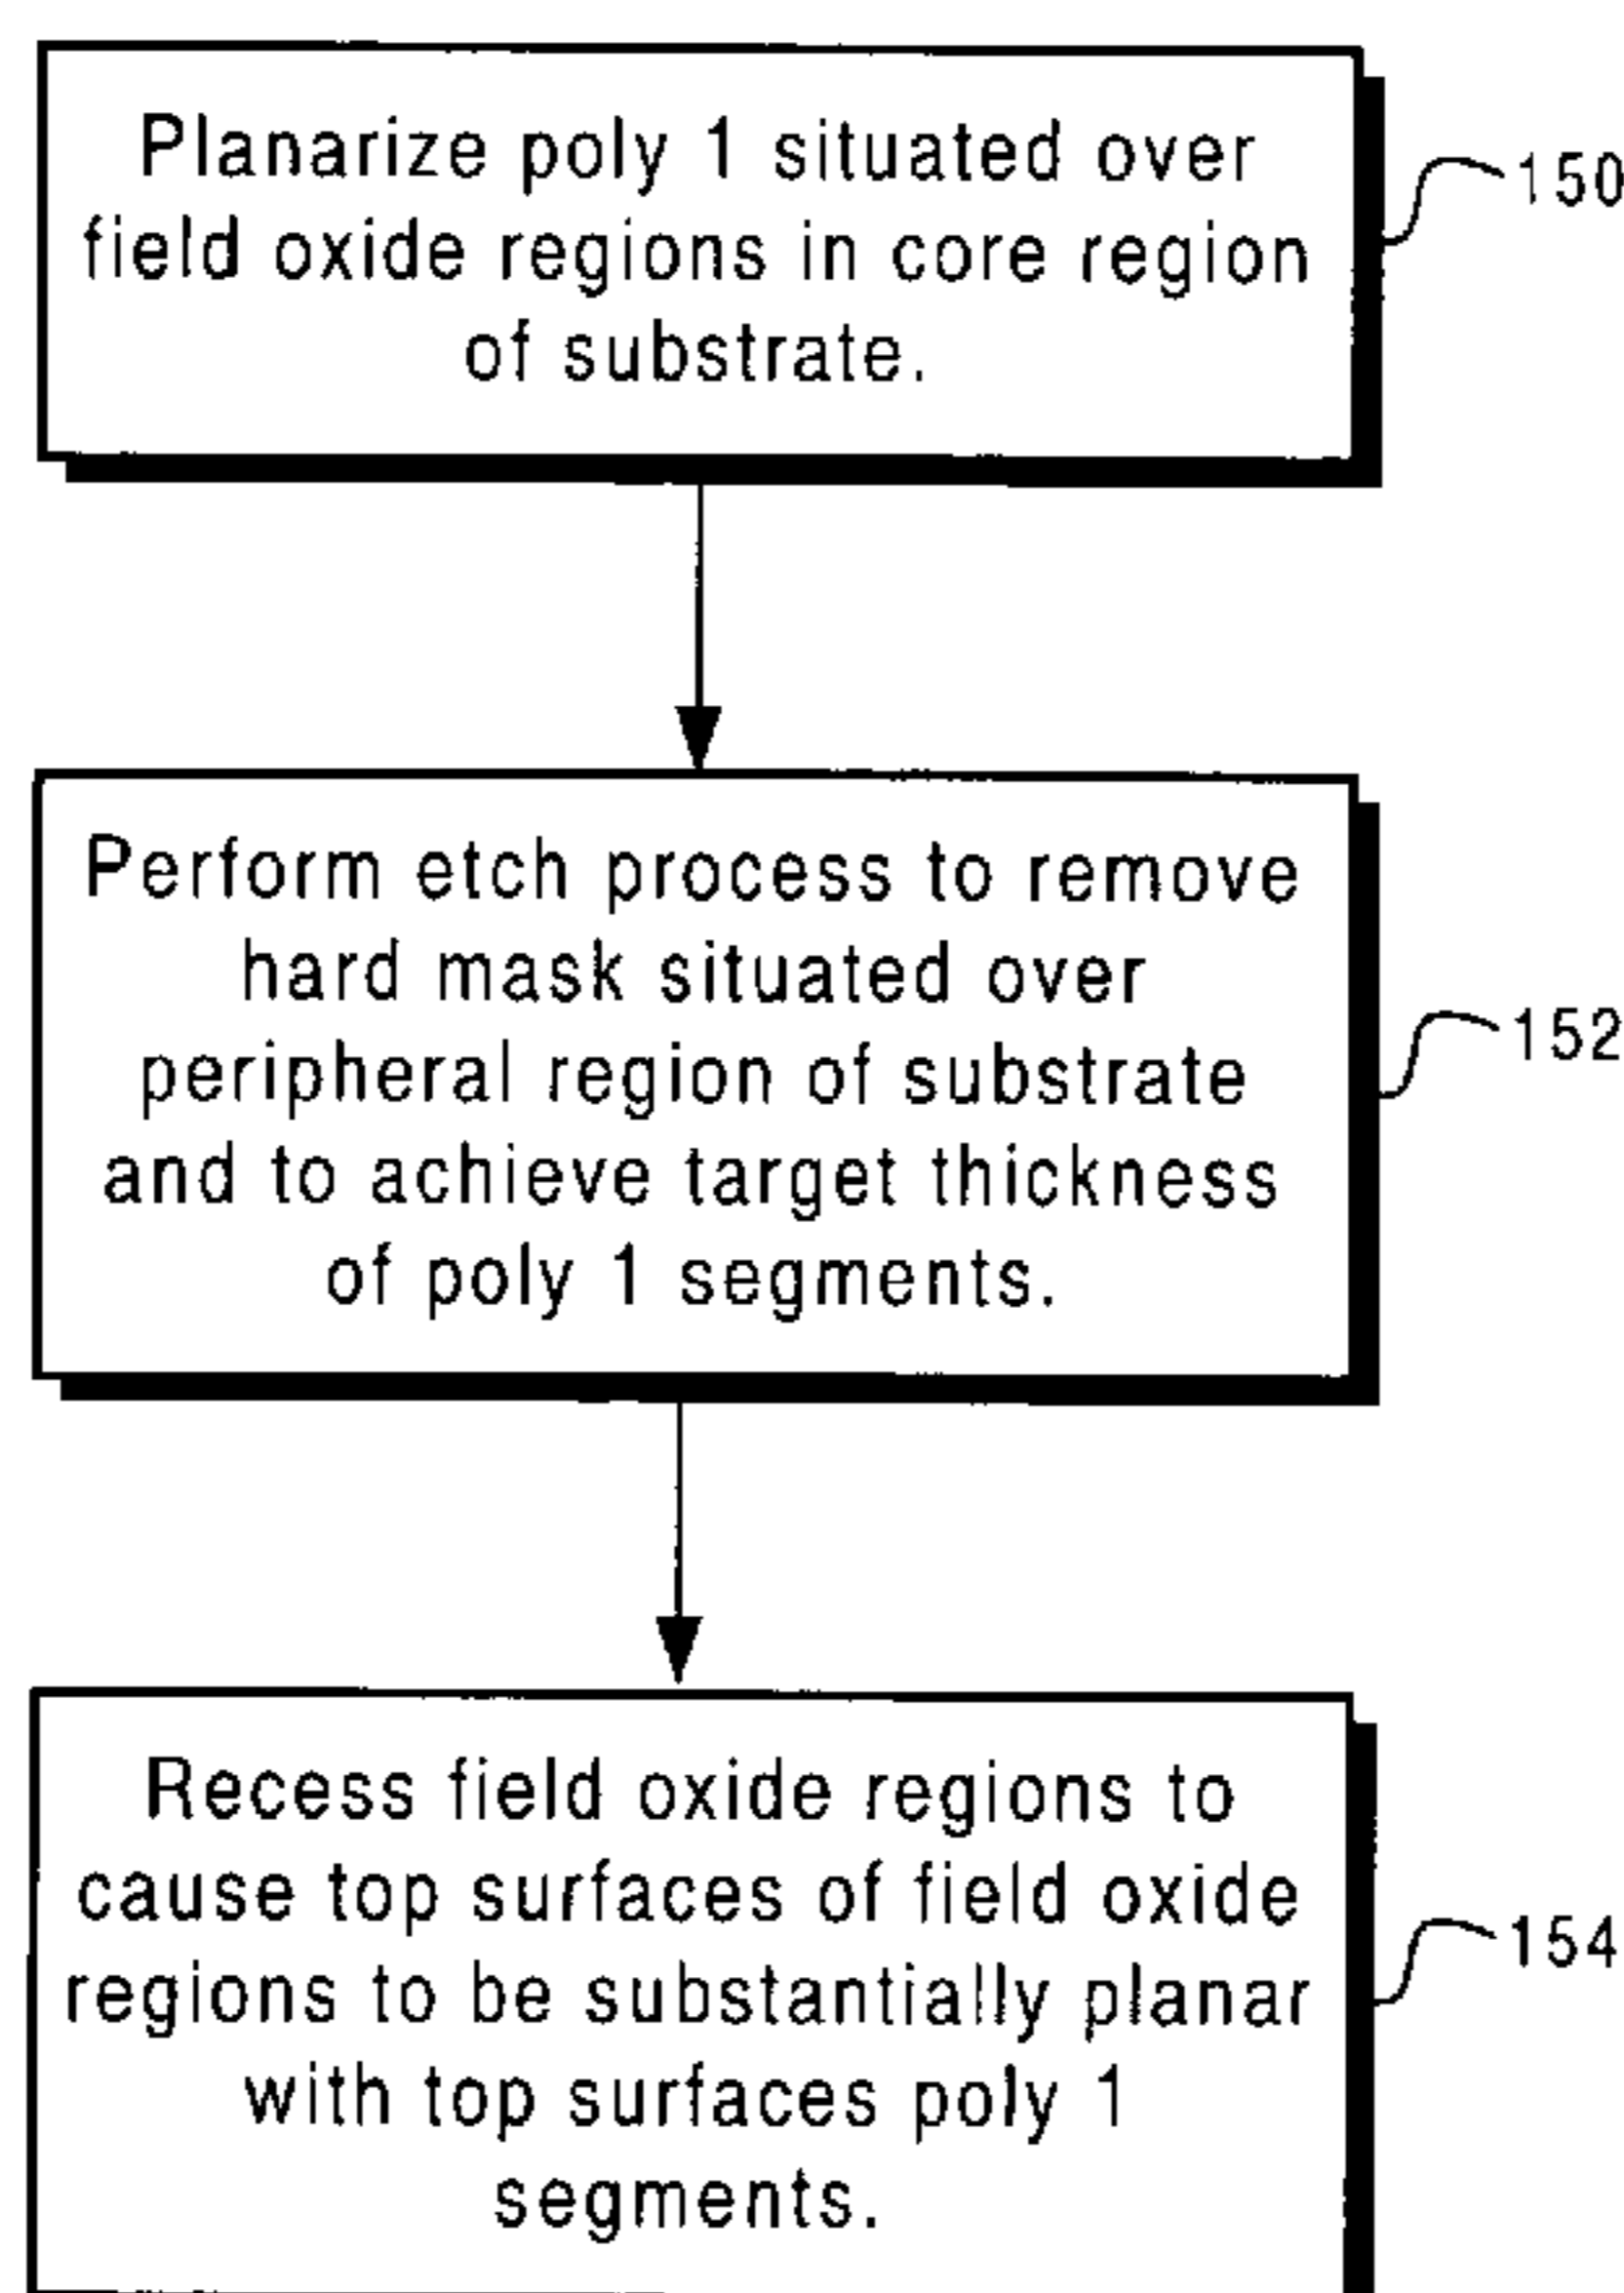 Planarize poly 1 situated over
field oxide regions in core region
of substrate.
150
Perform etch process to remove
hard mask situated over
peripheral region of substrate
and to achieve target thickness
of poly 1 segments.
152
Recess field oxide regions to
cause top surfaces of field oxide
regions to be substantially planar
with top surfaces poly 1
segments.
154